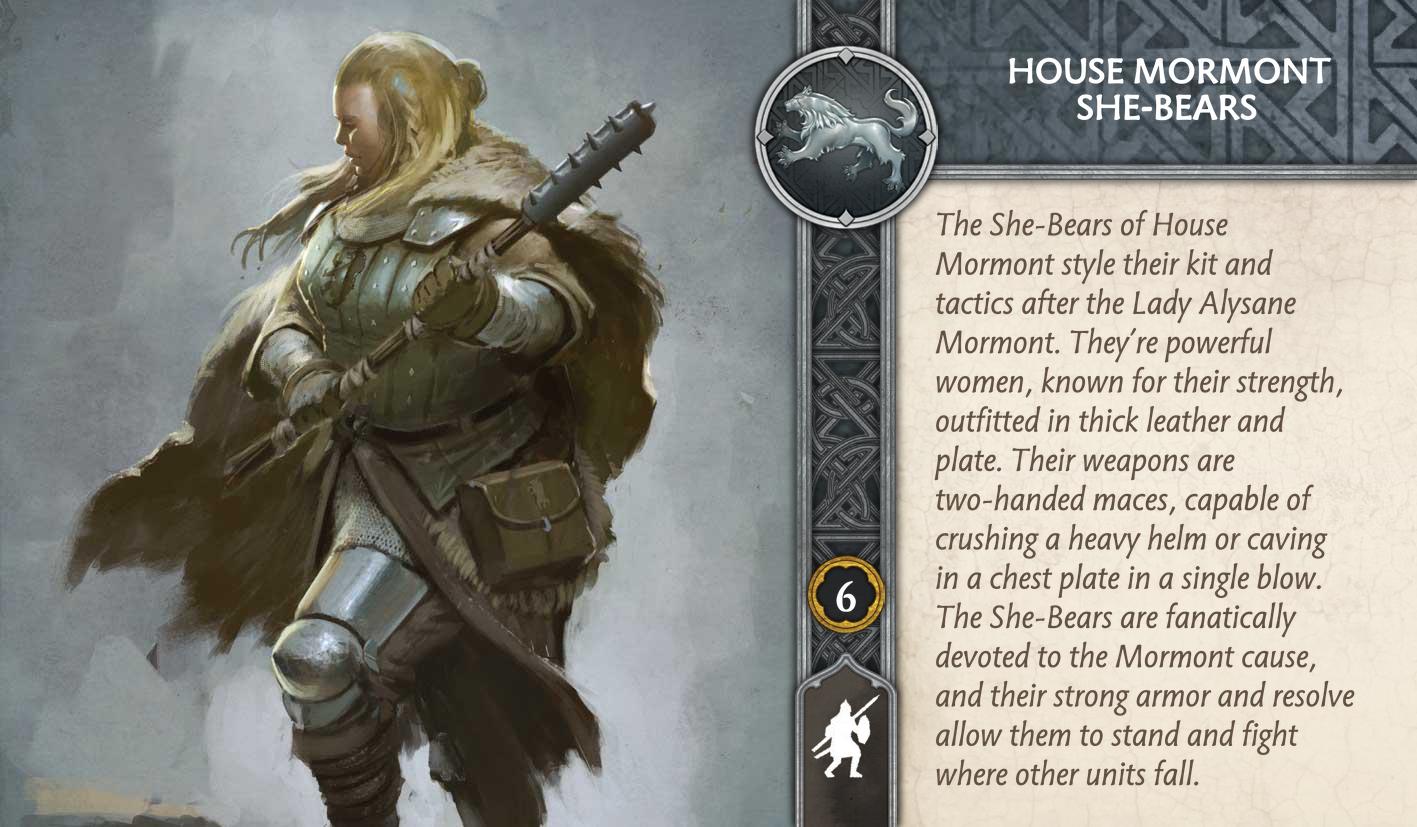 HOUSE MORMONT
SHE-BEARS
The She-Bears of House
Mormont style their kit and
tactics after the Lady Alysane
Mormont. They’re powerful
women, known for their strength,
outfitted in thick leather and
plate. Their weapons are
two-handed maces, capable of
crushing a heavy helm or caving
in a chest plate in a single blow.
The She-Bears are fanatically
devoted to the Mormont cause,
and their strong armor and resolve
allow them to stand and fight
where other units fall.
6